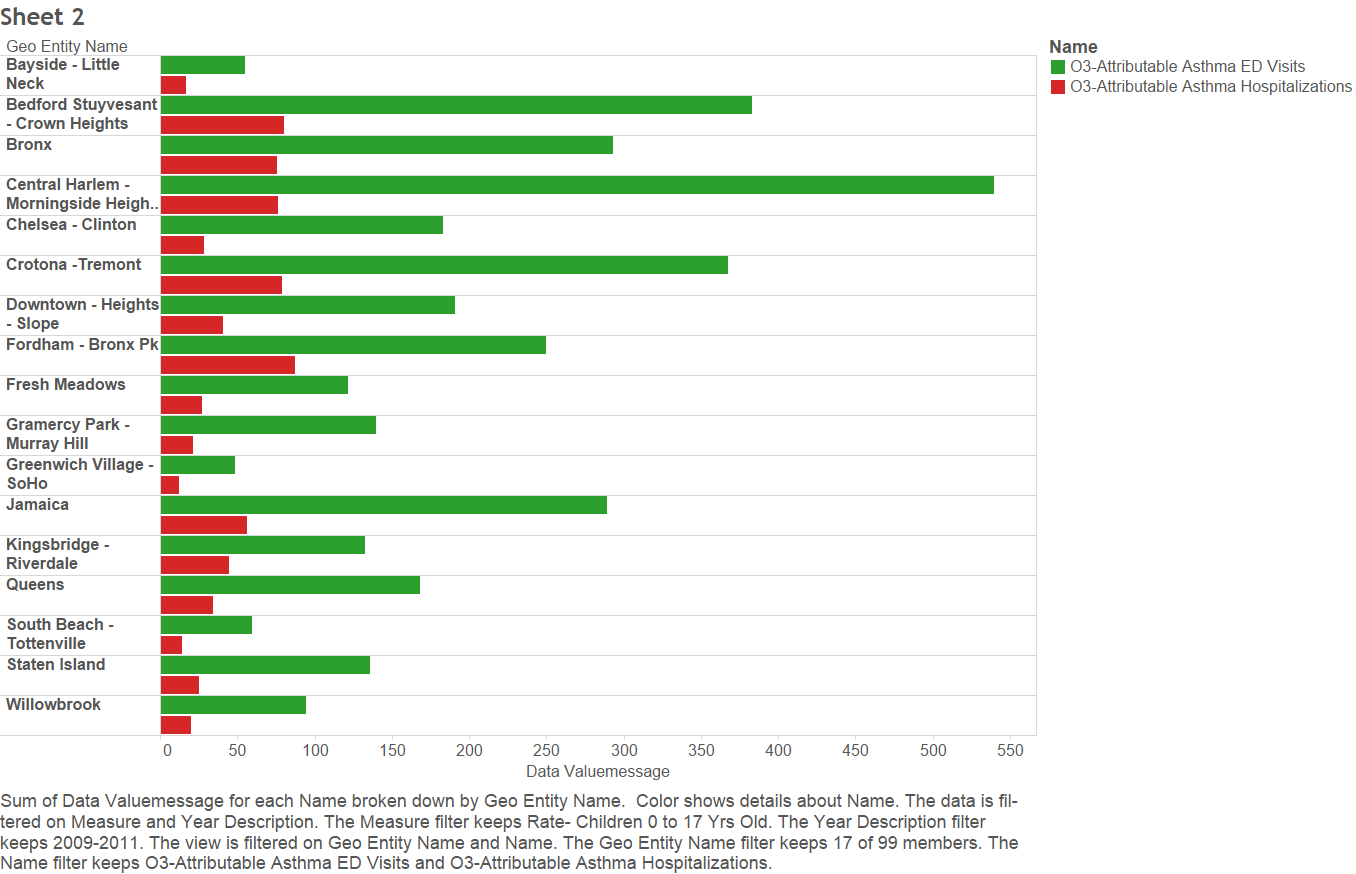 Sheet 2
Geo Entity Name
Name
O3-Attributable Asthma ED Visits
O3-Attributable Asthma Hospitalizations
Bayside - Little
Neck
Bedford Stuyvesant
- Crown Heights
Bronx
Central Harlem -
Morningside Heigh..
Chelsea - Clinton
Crotona -Tremont
Downtown - Heights
- Slope
Fordham - Bronx Pk
Fresh Meadows
Gramercy Park -
Murray Hill
Greenwich Village -
SoHo
Jamaica
Kingsbridge -
Riverdale
Queens
South Beach -
Tottenville
Staten Island
Willowbrook
0 50 100 150 200 250 300 350 400 450 500 550
Data Valuemessage
Sum of Data Valuemessage for each Name broken down by Geo Entity Name.  Color shows details about Name. The data is fil-
tered on Measure and Year Description. The Measure filter keeps Rate- Children 0 to 17 Yrs Old. The Year Description filter
keeps 2009-2011. The view is filtered on Geo Entity Name and Name. The Geo Entity Name filter keeps 17 of 99 members. The
Name filter keeps O3-Attributable Asthma ED Visits and O3-Attributable Asthma Hospitalizations.